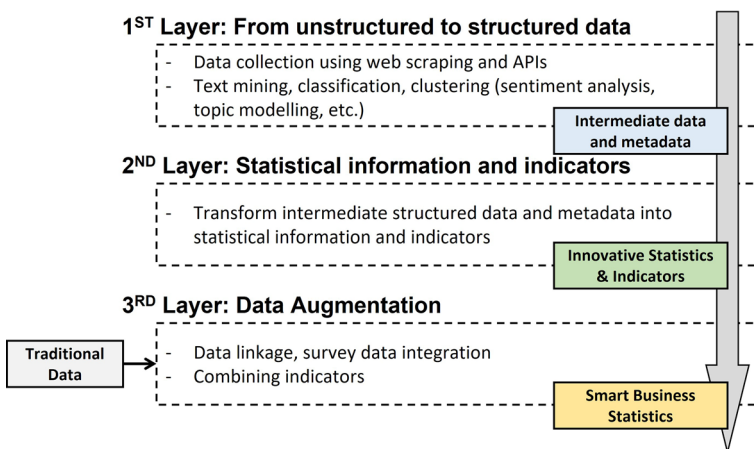 1ST Layer: From unstructured to structured data
- Data collection using web scraping and APIs
- Text mining, classification, clustering (sentiment analysis,
topic modelling, etc.)
Intermediate data
and metadata
2ND Layer: Statistical information and indicators
- Transform intermediate structured data and metadata into
statistical information and indicators
Innovative Statistics
& Indicators
3RD Layer: Data Augmentation
Traditional
Data
- Data linkage, survey data integration
- Combining indicators
Smart Business
Statistics